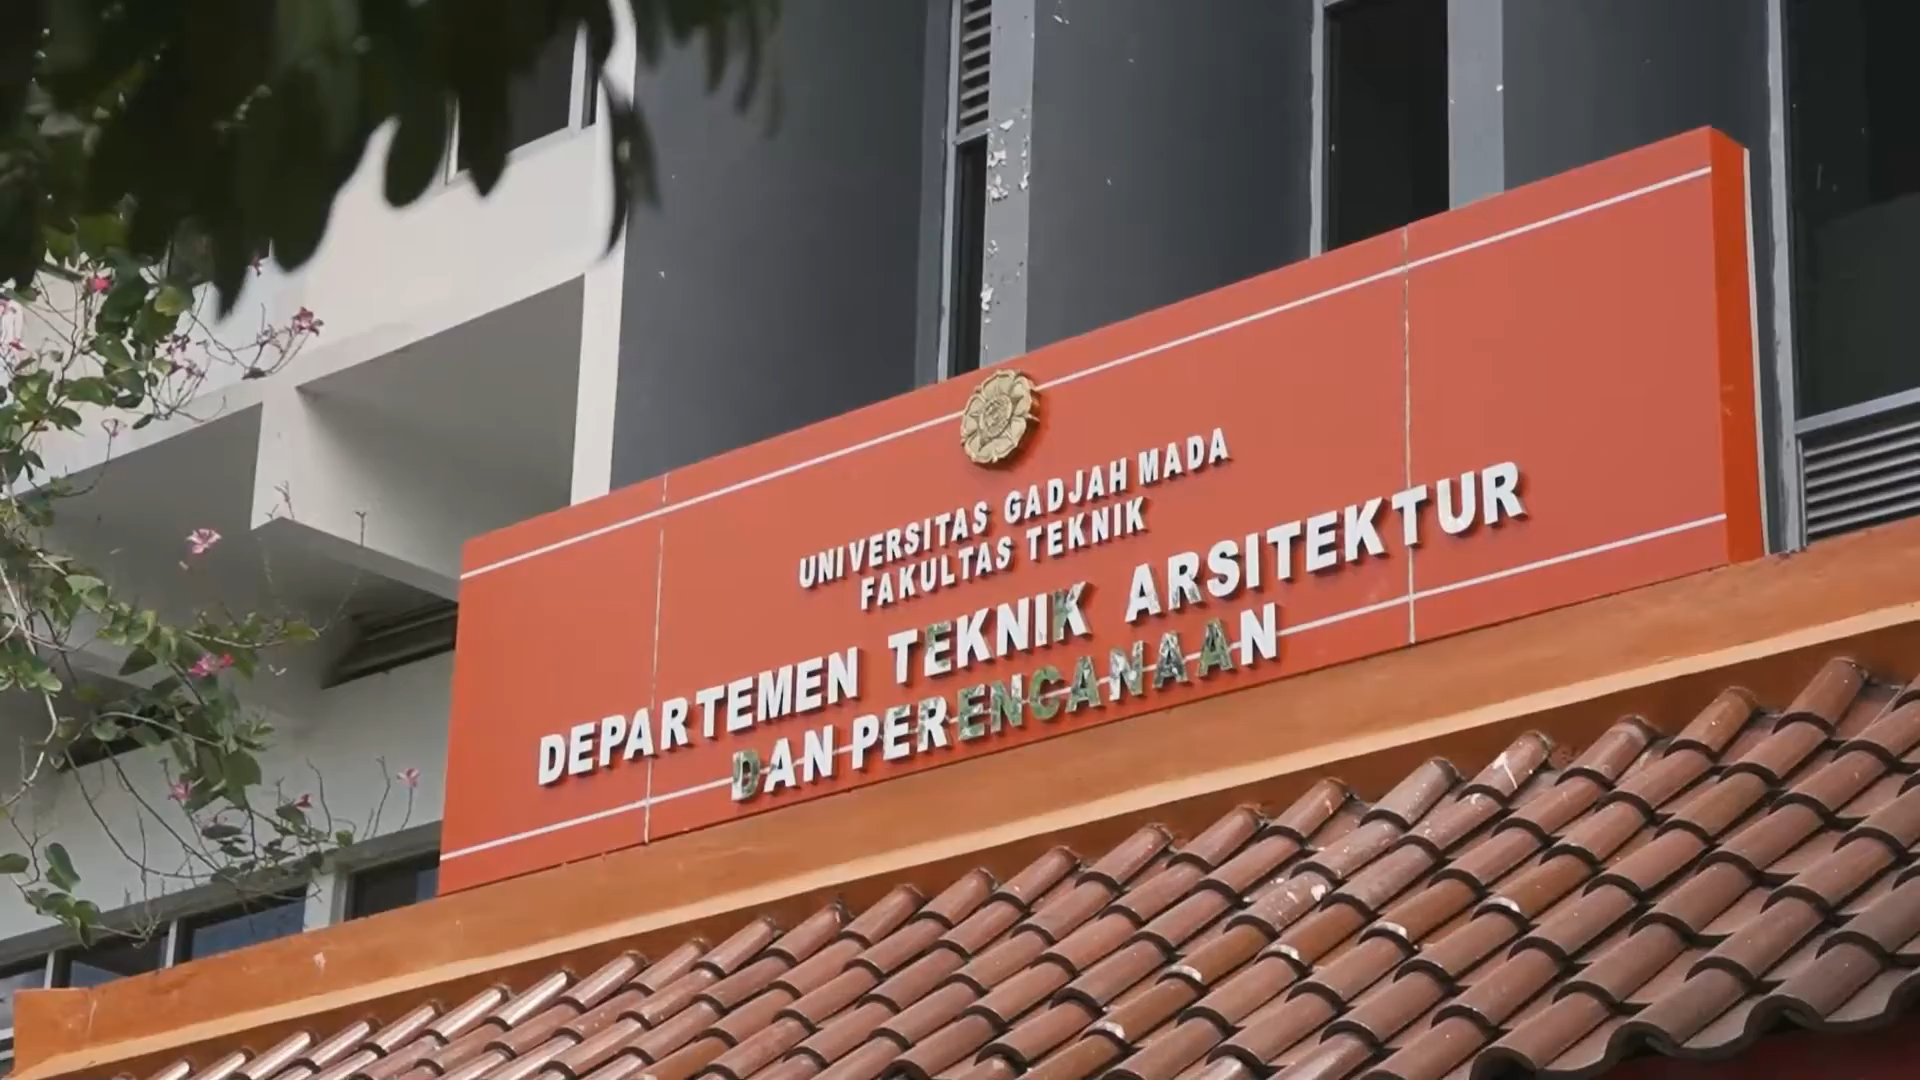 UNIVERSITAS GADJAH MADA
FAKULTAS TEKNIK
DEPARTEMEN TEKNIK ARSITEKTUR
DAN PERENCANAAN